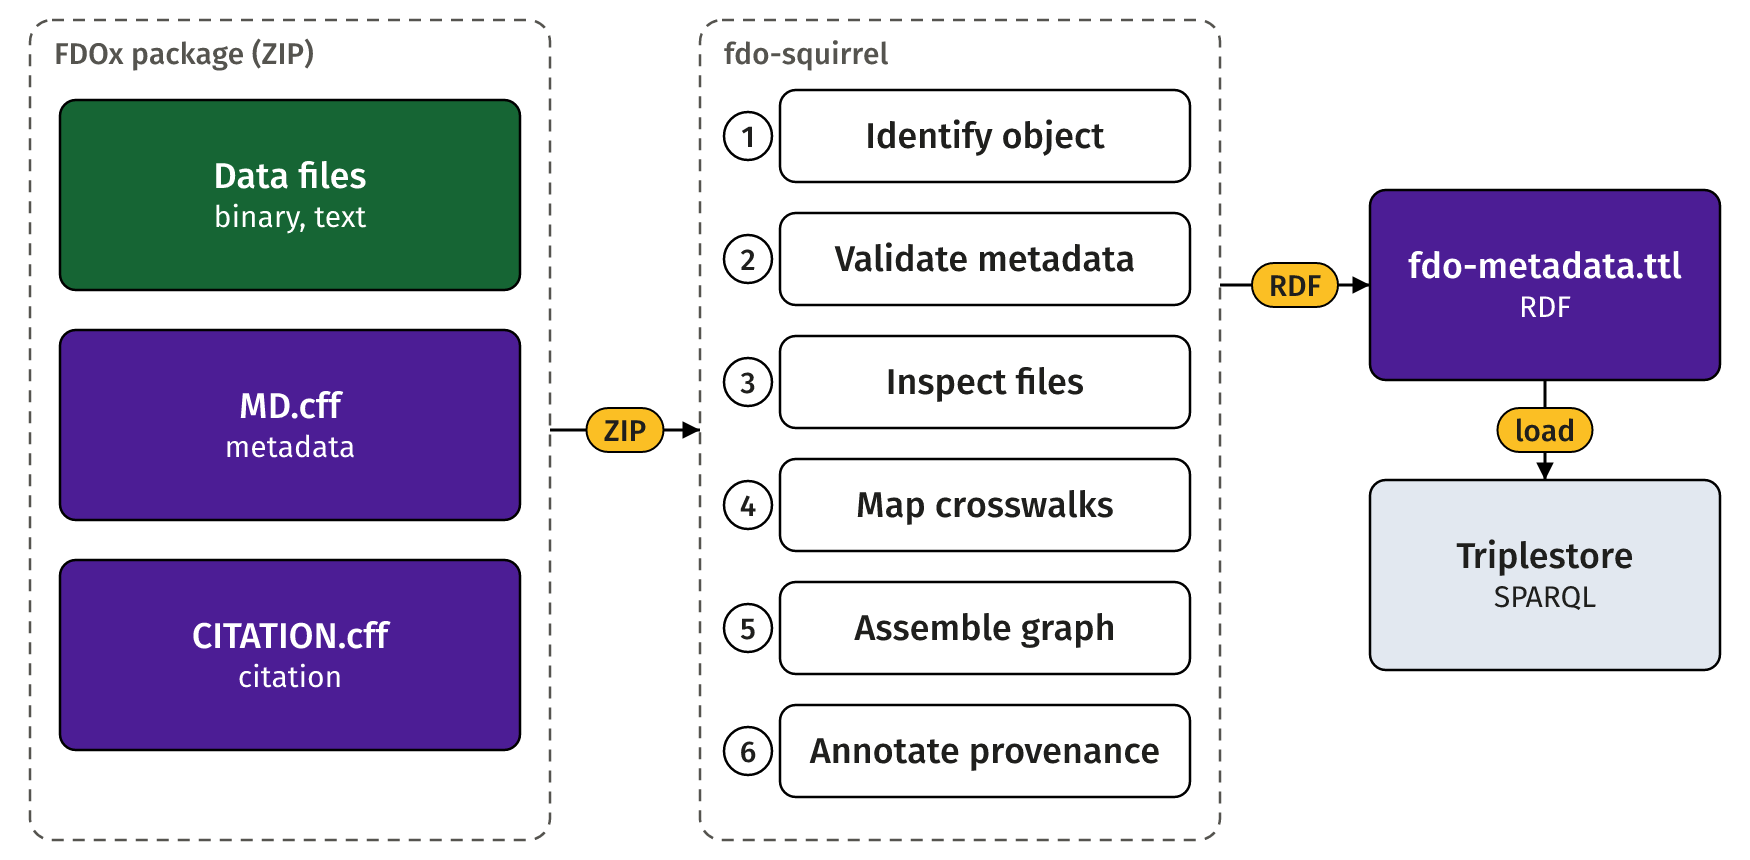 FDOx package (ZIP)
Data files
binary, text
MD.cff
metadata
CITATION.cff
citation
ZIP
fdo-squirrel
1 Identify object
2 Validate metadata
3 Inspect files
4 Map crosswalks
5 Assemble graph
6 Annotate provenance
RDF
fdo-metadata.ttl
RDF
load
Triplestore
SPARQL